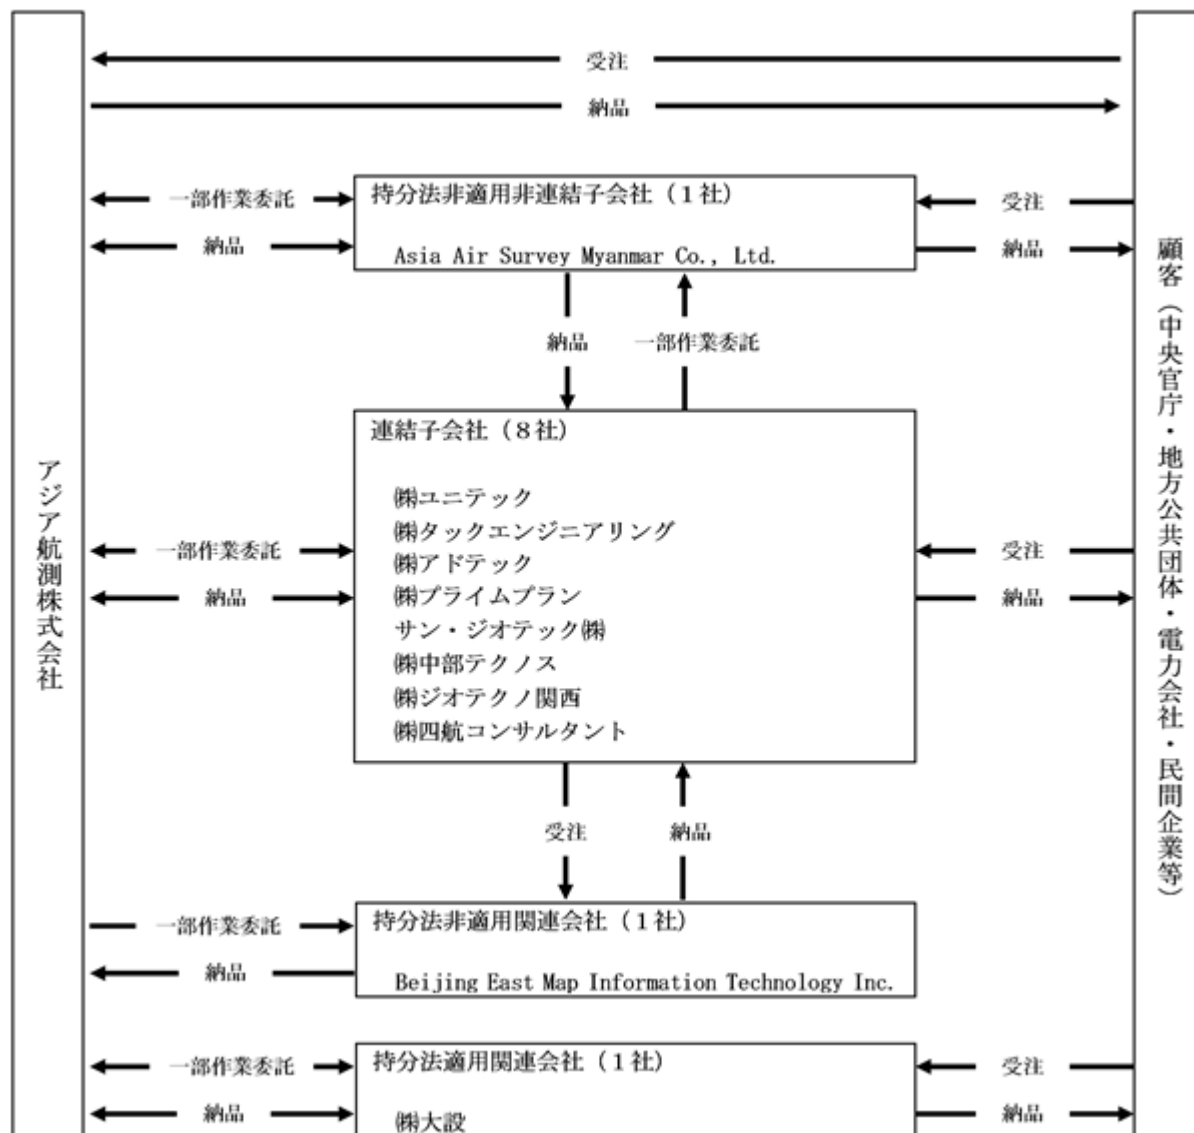 受注
納品
一部作業委託
持分法非適用非連結子会社（１社）
受注
納品
Asia Air Survey Myanmar Co., Ltd.
納品
納品
一部作業委託
連結子会社（８社）
㈱ユニテック
㈱タックエンジニアリング
一部作業委託
㈱アドテック
受注
納品
㈱プライムプラン
納品
サン・ジオテック㈱
㈱中部テクノス
㈱ジオテクノ関西
㈱四航コンサルタント
アジア航測株式会社
顧客（中央官庁・地方公共団体・電力会社・民間企業等）
受注
納品
一部作業委託
持分法非適用関連会社（１社）
納品
Beijing East Map Information Technology Inc.
一部作業委託
持分法適用関連会社（１社）
受注
納品
㈱大設
納品